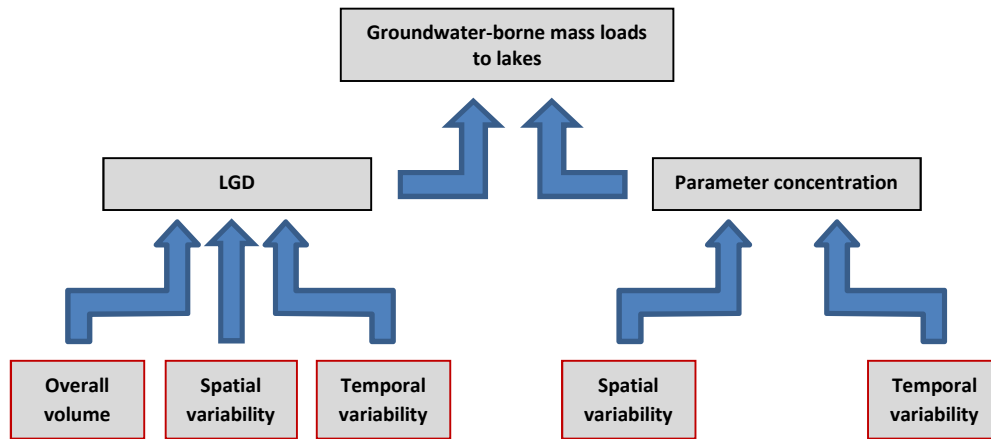 Groundwater-borne mass loads
to lakes
LGD
Parameter concentration
Overall
volume
Spatial
variability
Temporal
variability
Spatial
variability
Temporal
variability